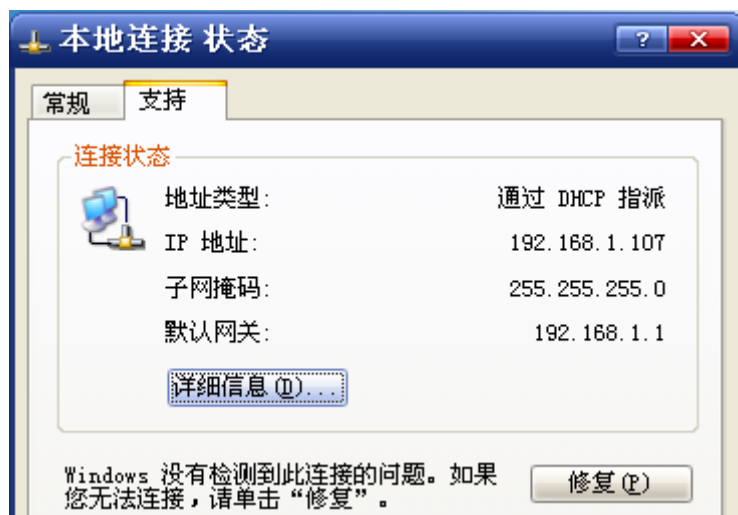 本地连接 状态
常规 支持
连接状态
地址类型: 通过 DHCP 指派
IP 地址: 192.168.1.107
子网掩码: 255.255.255.0
默认网关: 192.168.1.1
详细信息(D)...
Windows 没有检测到此连接的问题。如果
您无法连接，请单击“修复”。
修复(P)